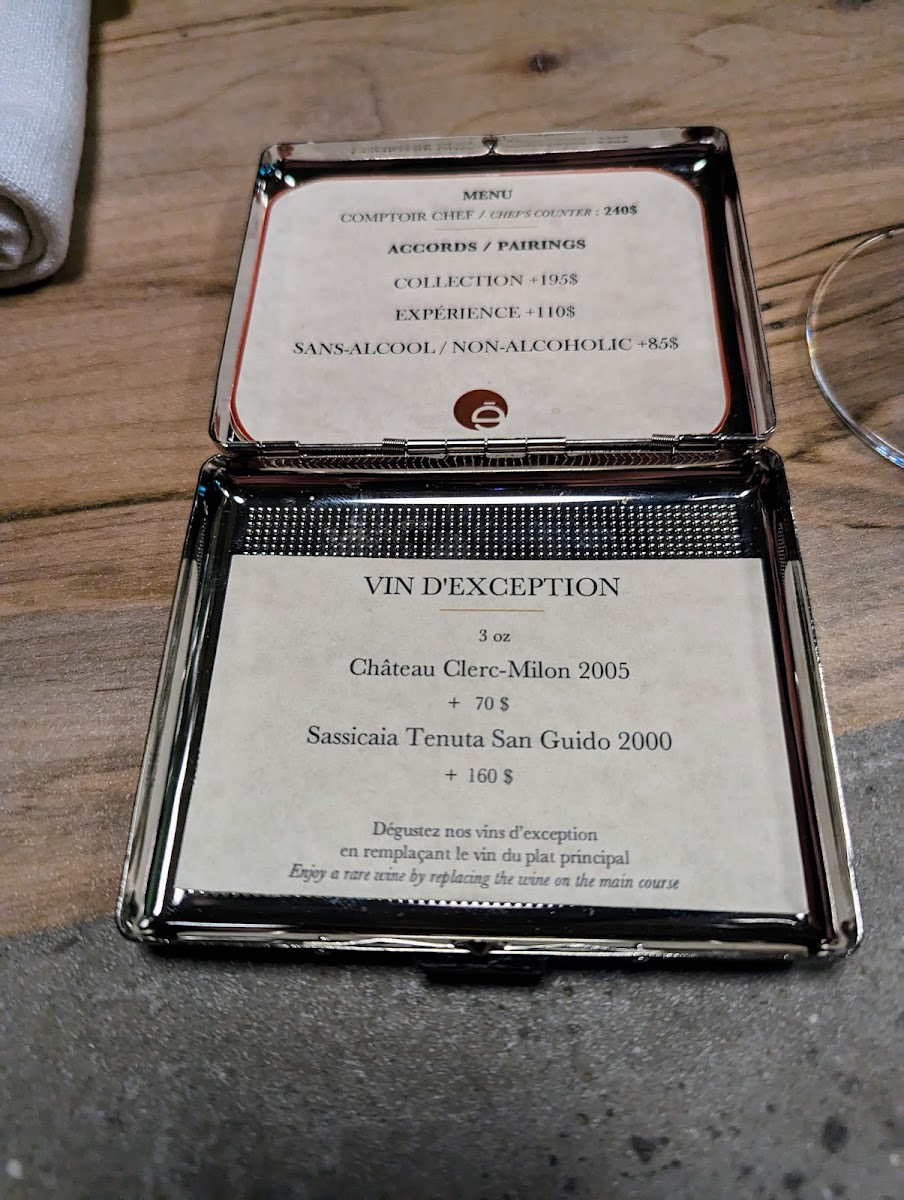 MENU
COMPTOIR CHEF / CHEF'S COUNTER : 240$
ACCORDS / PAIRINGS
COLLECTION +195$
EXPÉRIENCE +110$
SANS-ALCOOL / NON-ALCOHOLIC +85$
VIN D'EXCEPTION
3 oz
Château Clerc-Milon 2005
+ 70 $
Sassicaia Tenuta San Guido 2000
+ 160 $
Dégustez nos vins d'exception
en remplaçant le vin du plat principal
Enjoy a rare wine by replacing the wine on the main course